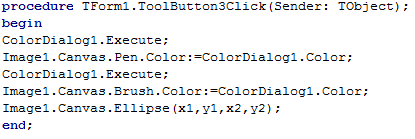 procedure TForm1.ToolButton3Click(Sender: TObject);
begin
ColorDialog1.Execute;
Image1.Canvas.Pen.Color:=ColorDialog1.Color;
ColorDialog1.Execute;
Image1.Canvas.Brush.Color:=ColorDialog1.Color;
Image1.Canvas.Ellipse(x1,y1,x2,y2);
end;